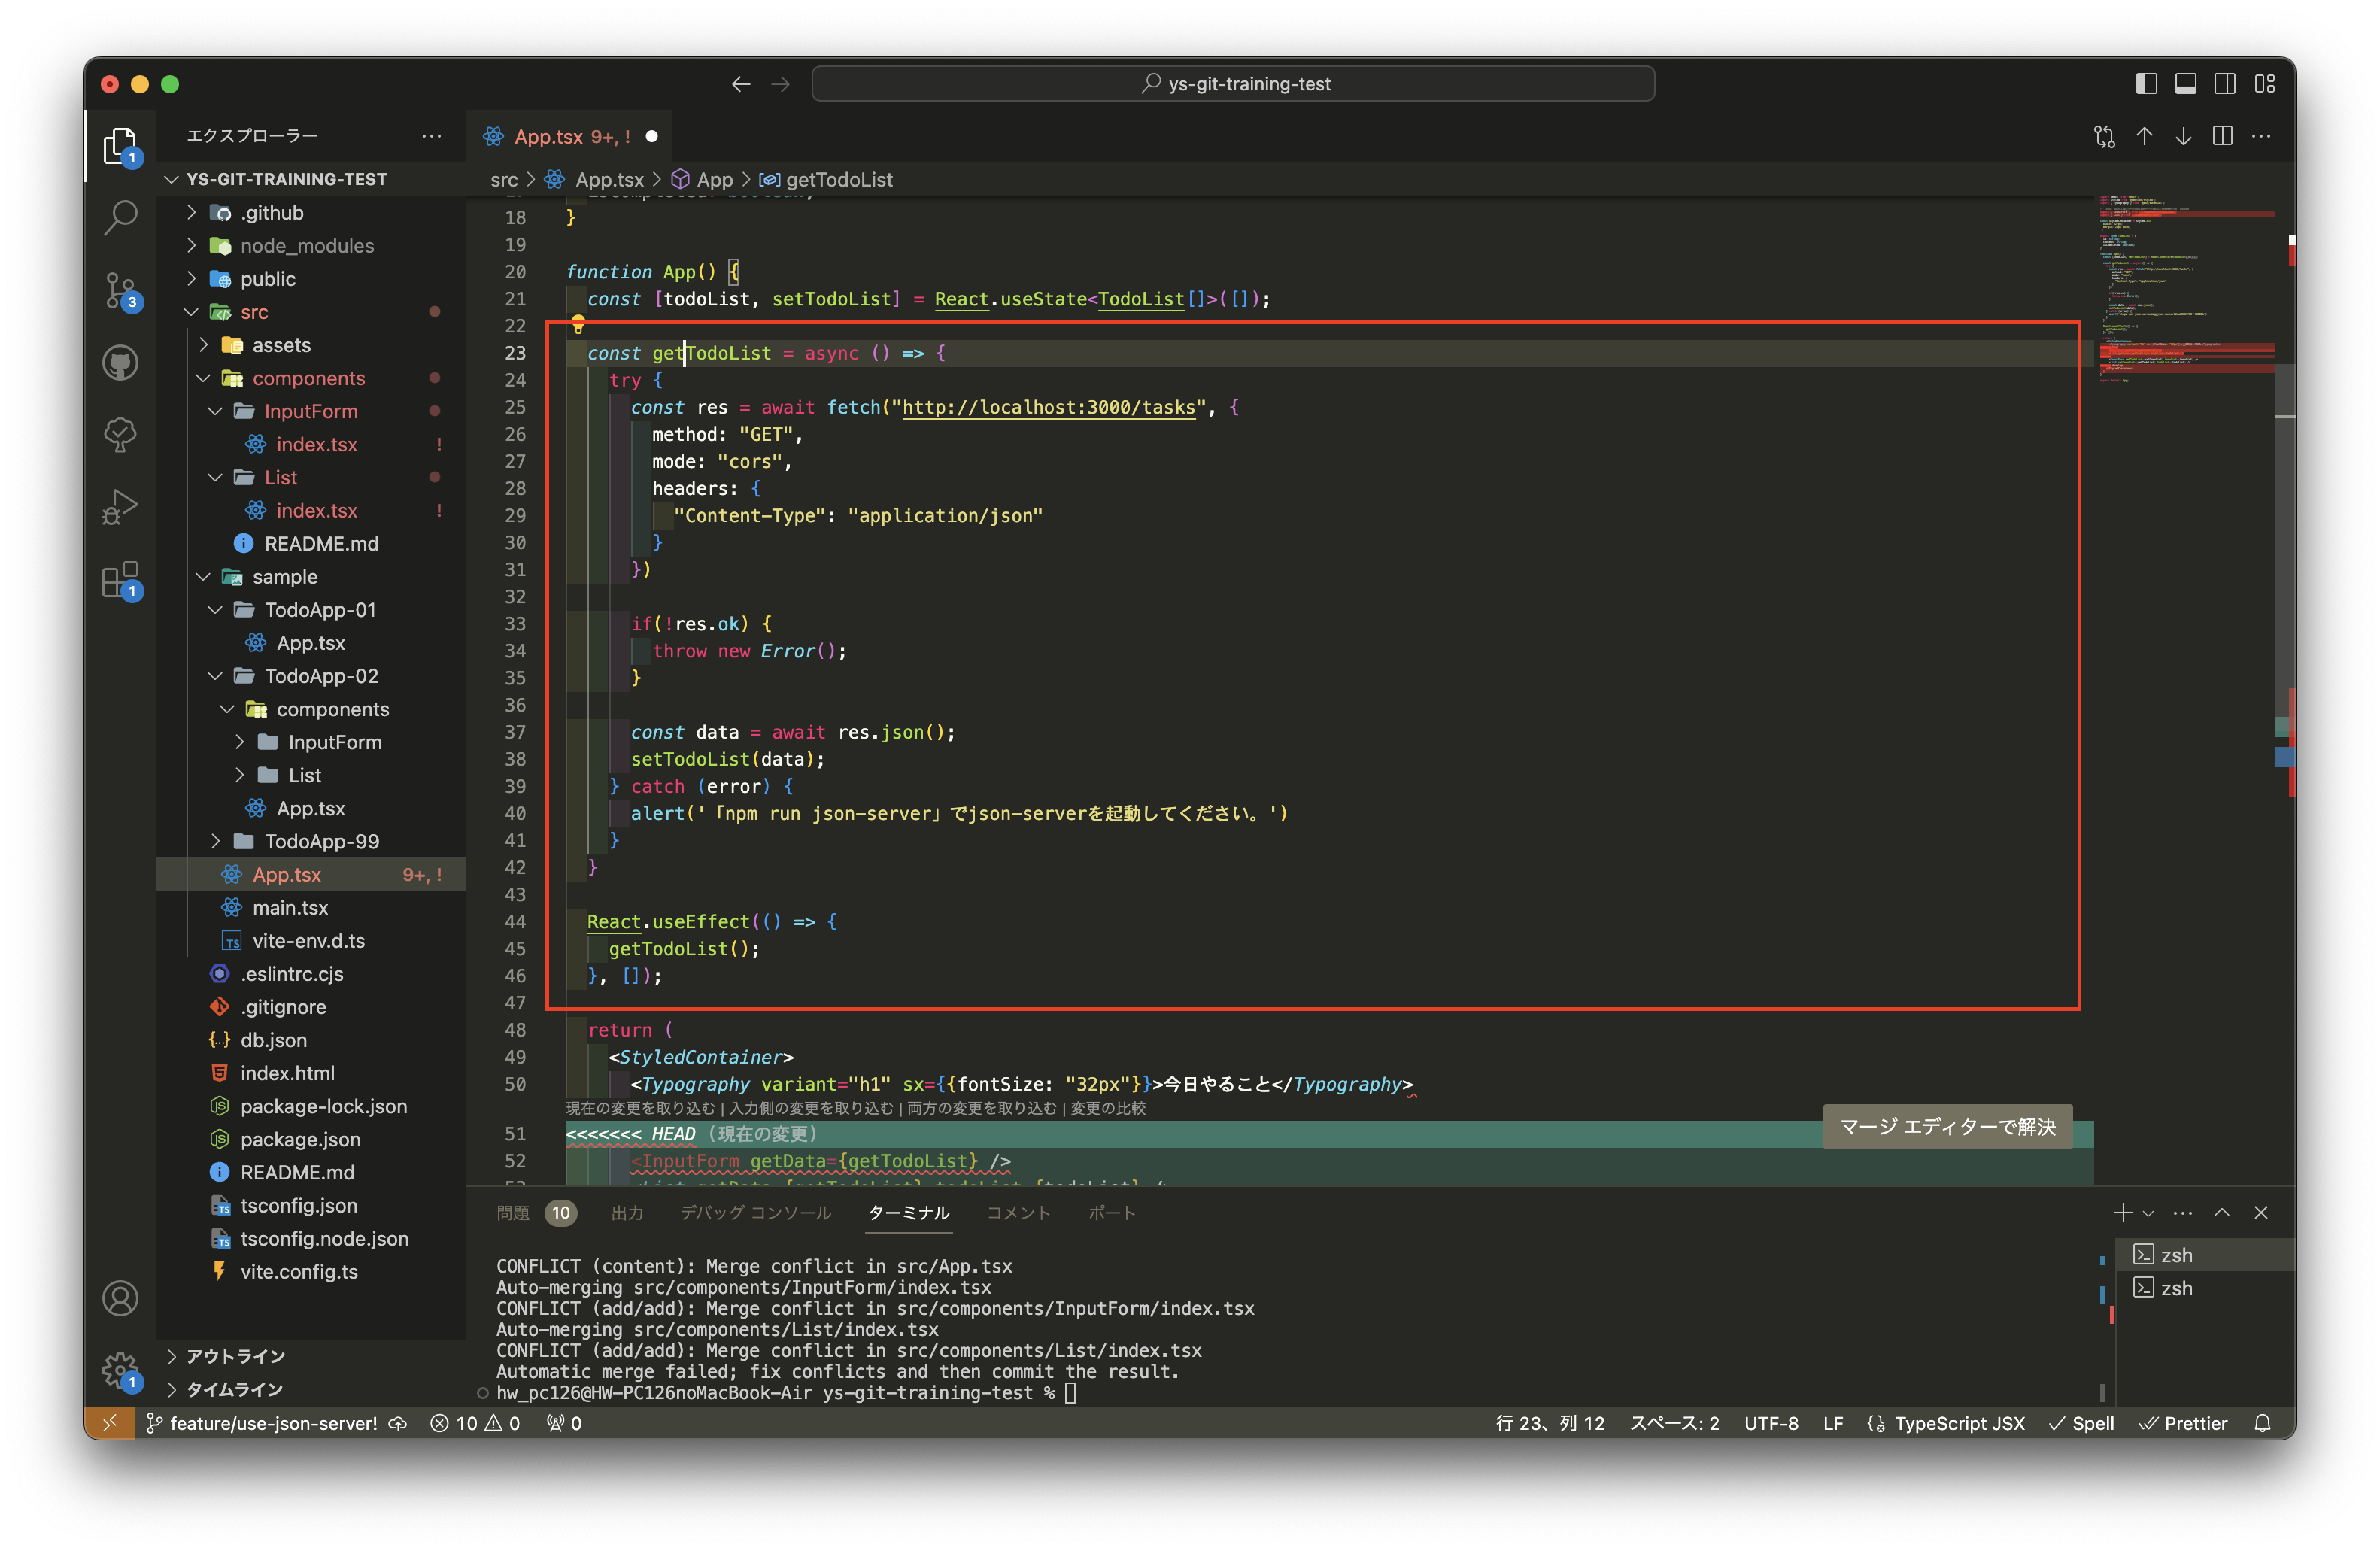 ys-git-training-test
エクスプローラー
App.tsx 9+, !
YS-GIT-TRAINING-TEST
src > App.tsx > App > getTodoList
.github
node_modules
public
src
assets
components
InputForm
index.tsx !
List
index.tsx !
README.md
sample
TodoApp-01
App.tsx
TodoApp-02
components
InputForm
List
App.tsx
TodoApp-99
App.tsx 9+, !
main.tsx
vite-env.d.ts
.eslintrc.cjs
.gitignore
db.json
index.html
package-lock.json
package.json
README.md
tsconfig.json
tsconfig.node.json
vite.config.ts
アウトライン
タイムライン
18 }
19
20 function App() {
21 const [todoList, setTodoList] = React.useState<TodoList[]>([]);
22
23 const getTodoList = async () => {
24 try {
25 const res = await fetch("http://localhost:3000/tasks", {
26 method: "GET",
27 mode: "cors",
28 headers: {
29 "Content-Type": "application/json"
30 }
31 })
32
33 if(!res.ok) {
34 throw new Error();
35 }
36
37 const data = await res.json();
38 setTodoList(data);
39 } catch (error) {
40 alert('「npm run json-server」でjson-serverを起動してください。')
41 }
42 }
43
44 React.useEffect(() => {
45 getTodoList();
46 }, []);
47
48 return (
49 <StyledContainer>
50 <Typography variant="h1" sx={{fontSize: "32px"}}>今日やること</Typography>
現在の変更を取り込む | 入力側の変更を取り込む | 両方の変更を取り込む | 変更の比較
51 <<<<<<< HEAD (現在の変更)
マージ エディターで解決
52 <InputForm getData={getTodoList} />
問題 10 出力 デバッグ コンソール ターミナル コメント ポート
CONFLICT (content): Merge conflict in src/App.tsx
Auto-merging src/components/InputForm/index.tsx
CONFLICT (add/add): Merge conflict in src/components/InputForm/index.tsx
Auto-merging src/components/List/index.tsx
CONFLICT (add/add): Merge conflict in src/components/List/index.tsx
Automatic merge failed; fix conflicts and then commit the result.
hw_pc126@HW-PC126noMacBook-Air ys-git-training-test %
zsh
zsh
1
3
1
1
feature/use-json-server! 10 0 0 行 23、列 12 スペース: 2 UTF-8 LF TypeScript JSX Spell Prettier